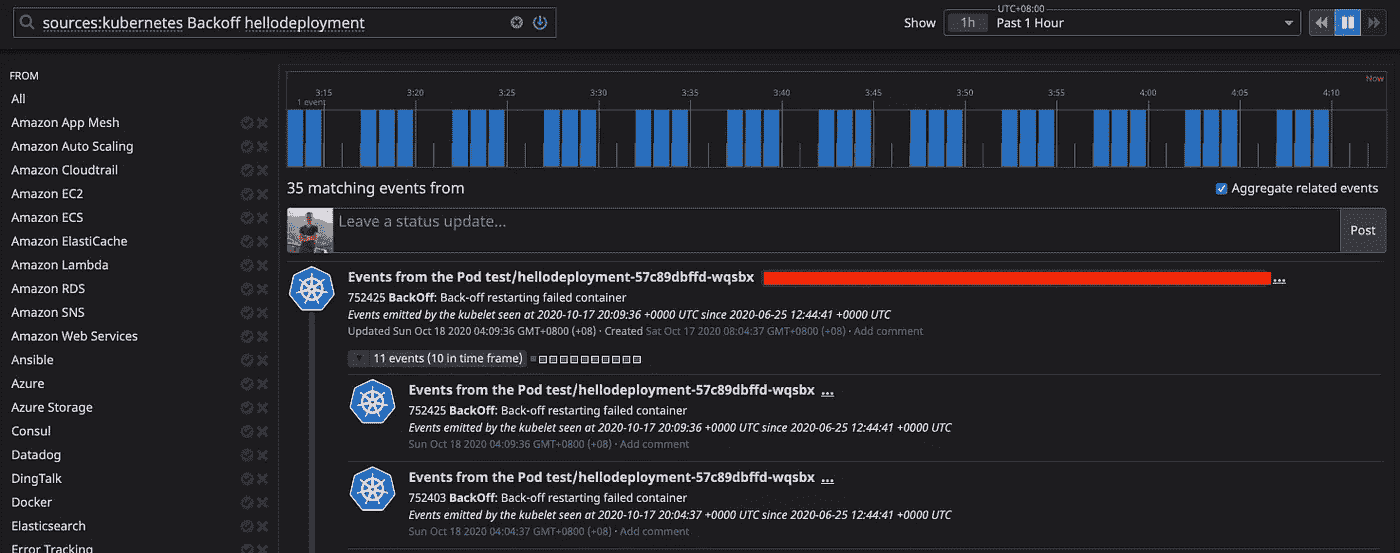 sources:kubernetes Backoff hellodeployment
Show
UTC+08:00
1h Past 1 Hour
FROM
All
Amazon App Mesh
Amazon Auto Scaling
Amazon Cloudtrail
Amazon EC2
Amazon ECS
Amazon ElastiCache
Amazon Lambda
Amazon RDS
Amazon SNS
Amazon Web Services
Ansible
Azure
Azure Storage
Consul
Datadog
DingTalk
Docker
Elasticsearch
Error Tracking
Now
3:15 3:20 3:25 3:30 3:35 3:40 3:45 3:50 3:55 4:00 4:05 4:10
1 event
35 matching events from
Aggregate related events
Leave a status update...
Post
Events from the Pod test/hellodeployment-57c89dbffd-wqsbx ...
752425 BackOff: Back-off restarting failed container
Events emitted by the kubelet seen at 2020-10-17 20:09:36 +0000 UTC since 2020-06-25 12:44:41 +0000 UTC
Updated Sun Oct 18 2020 04:09:36 GMT+0800 (+08) · Created Sat Oct 17 2020 08:04:37 GMT+0800 (+08) · Add comment
11 events (10 in time frame)
Events from the Pod test/hellodeployment-57c89dbffd-wqsbx ...
752425 BackOff: Back-off restarting failed container
Events emitted by the kubelet seen at 2020-10-17 20:09:36 +0000 UTC since 2020-06-25 12:44:41 +0000 UTC
Sun Oct 18 2020 04:09:36 GMT+0800 (+08) · Add comment
Events from the Pod test/hellodeployment-57c89dbffd-wqsbx ...
752403 BackOff: Back-off restarting failed container
Events emitted by the kubelet seen at 2020-10-17 20:04:37 +0000 UTC since 2020-06-25 12:44:41 +0000 UTC
Sun Oct 18 2020 04:04:37 GMT+0800 (+08) · Add comment